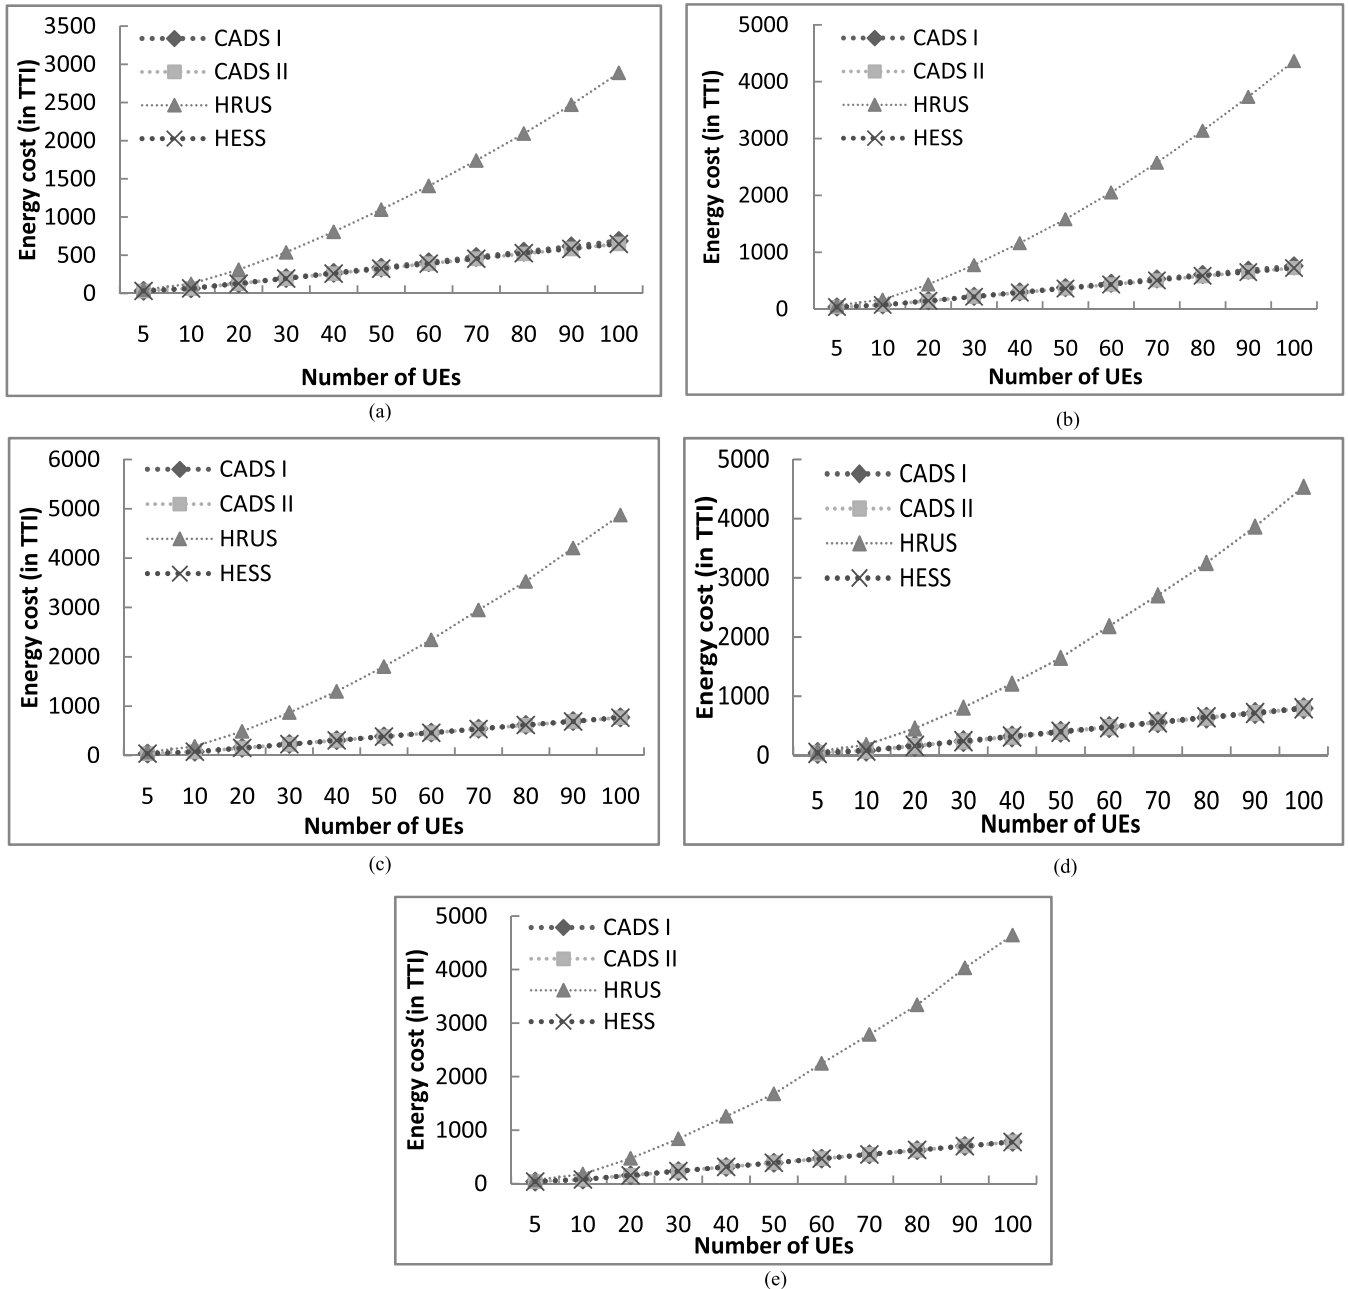 3500
3000
2500
2000
1500
1000
500
0
Energy cost (in TTI)
CADS I
CADS II
HRUS
HESS
5 10 20 30 40 50 60 70 80 90 100
Number of UEs
(a)
5000
4000
3000
2000
1000
0
Energy cost (in TTI)
CADS I
CADS II
HRUS
HESS
5 10 20 30 40 50 60 70 80 90 100
Number of UEs
(b)
6000
5000
4000
3000
2000
1000
0
Energy cost (in TTI)
CADS I
CADS II
HRUS
HESS
5 10 20 30 40 50 60 70 80 90 100
Number of UEs
(c)
5000
4000
3000
2000
1000
0
Energy cost (in TTI)
CADS I
CADS II
HRUS
HESS
5 10 20 30 40 50 60 70 80 90 100
Number of UEs
(d)
5000
4000
3000
2000
1000
0
Energy cost (in TTI)
CADS I
CADS II
HRUS
HESS
5 10 20 30 40 50 60 70 80 90 100
Number of UEs
(e)